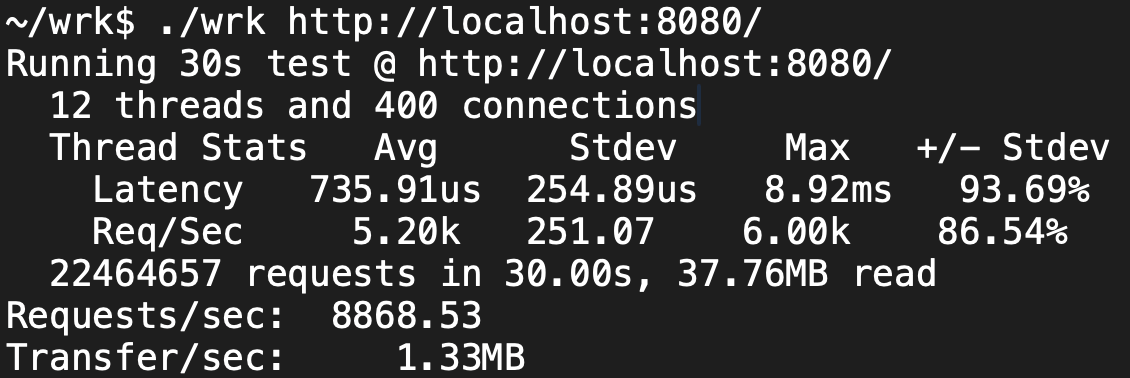 ~/wrk$ ./wrk http://localhost:8080/
Running 30s test @ http://localhost:8080/
  12 threads and 400 connections
  Thread Stats   Avg      Stdev     Max   +/- Stdev
    Latency   735.91us  254.89us   8.92ms   93.69%
    Req/Sec     5.20k   251.07    6.00k    86.54%
  22464657 requests in 30.00s, 37.76MB read
Requests/sec:  8868.53
Transfer/sec:     1.33MB